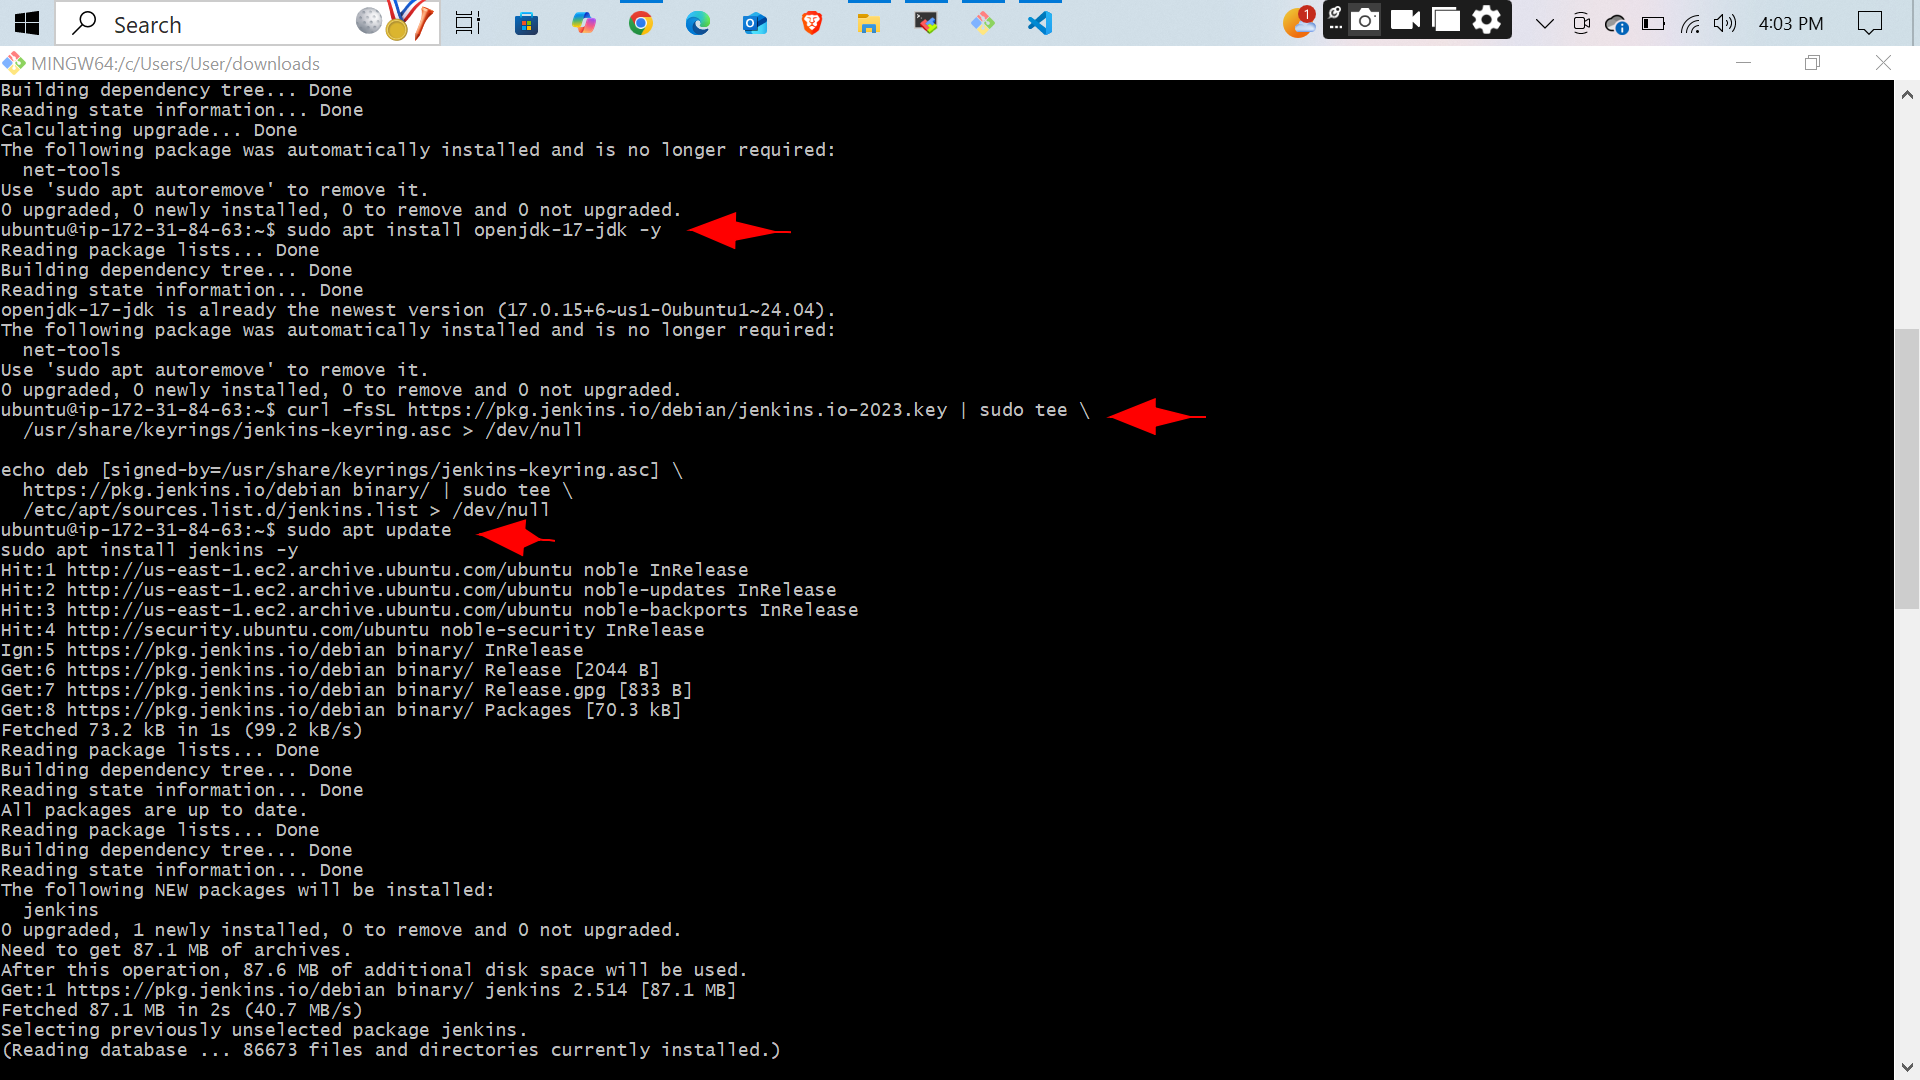 Search
1
4:03 PM
MINGW64:/c/Users/User/downloads
Building dependency tree... Done
Reading state information... Done
Calculating upgrade... Done
The following package was automatically installed and is no longer required:
  net-tools
Use 'sudo apt autoremove' to remove it.
0 upgraded, 0 newly installed, 0 to remove and 0 not upgraded.
ubuntu@ip-172-31-84-63:~$ sudo apt install openjdk-17-jdk -y
Reading package lists... Done
Building dependency tree... Done
Reading state information... Done
openjdk-17-jdk is already the newest version (17.0.15+6~us1-0ubuntu1~24.04).
The following package was automatically installed and is no longer required:
  net-tools
Use 'sudo apt autoremove' to remove it.
0 upgraded, 0 newly installed, 0 to remove and 0 not upgraded.
ubuntu@ip-172-31-84-63:~$ curl -fsSL https://pkg.jenkins.io/debian/jenkins.io-2023.key | sudo tee \
  /usr/share/keyrings/jenkins-keyring.asc > /dev/null
echo deb [signed-by=/usr/share/keyrings/jenkins-keyring.asc] \
  https://pkg.jenkins.io/debian binary/ | sudo tee \
  /etc/apt/sources.list.d/jenkins.list > /dev/null
ubuntu@ip-172-31-84-63:~$ sudo apt update
sudo apt install jenkins -y
Hit:1 http://us-east-1.ec2.archive.ubuntu.com/ubuntu noble InRelease
Hit:2 http://us-east-1.ec2.archive.ubuntu.com/ubuntu noble-updates InRelease
Hit:3 http://us-east-1.ec2.archive.ubuntu.com/ubuntu noble-backports InRelease
Hit:4 http://security.ubuntu.com/ubuntu noble-security InRelease
Ign:5 https://pkg.jenkins.io/debian binary/ InRelease
Get:6 https://pkg.jenkins.io/debian binary/ Release [2044 B]
Get:7 https://pkg.jenkins.io/debian binary/ Release.gpg [833 B]
Get:8 https://pkg.jenkins.io/debian binary/ Packages [70.3 kB]
Fetched 73.2 kB in 1s (99.2 kB/s)
Reading package lists... Done
Building dependency tree... Done
Reading state information... Done
All packages are up to date.
Reading package lists... Done
Building dependency tree... Done
Reading state information... Done
The following NEW packages will be installed:
  jenkins
0 upgraded, 1 newly installed, 0 to remove and 0 not upgraded.
Need to get 87.1 MB of archives.
After this operation, 87.6 MB of additional disk space will be used.
Get:1 https://pkg.jenkins.io/debian binary/ jenkins 2.514 [87.1 MB]
Fetched 87.1 MB in 2s (40.7 MB/s)
Selecting previously unselected package jenkins.
(Reading database ... 86673 files and directories currently installed.)